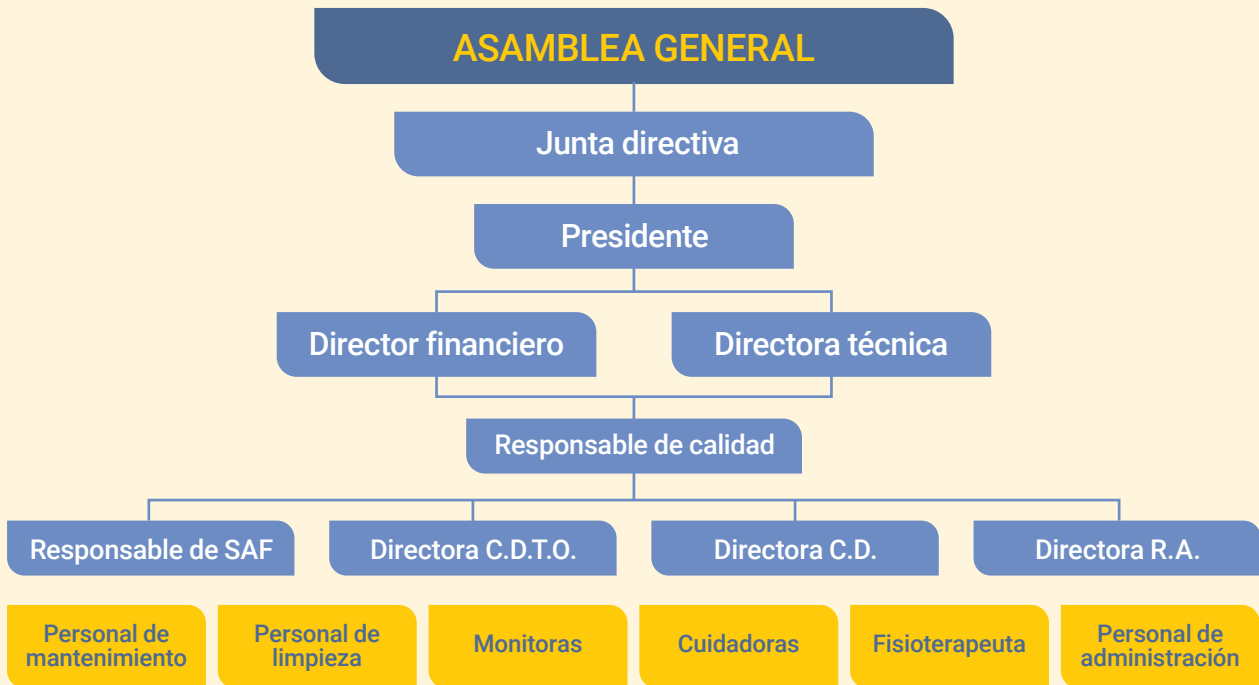 ASAMBLEA GENERAL
Junta directiva
Presidente
Director financiero
Directora técnica
Responsable de calidad
Responsable de SAF
Directora C.D.T.O.
Directora C.D.
Directora R.A.
Personal de
mantenimiento
Personal de
limpieza
Monitoras
Cuidadoras
Fisioterapeuta
Personal de
administración